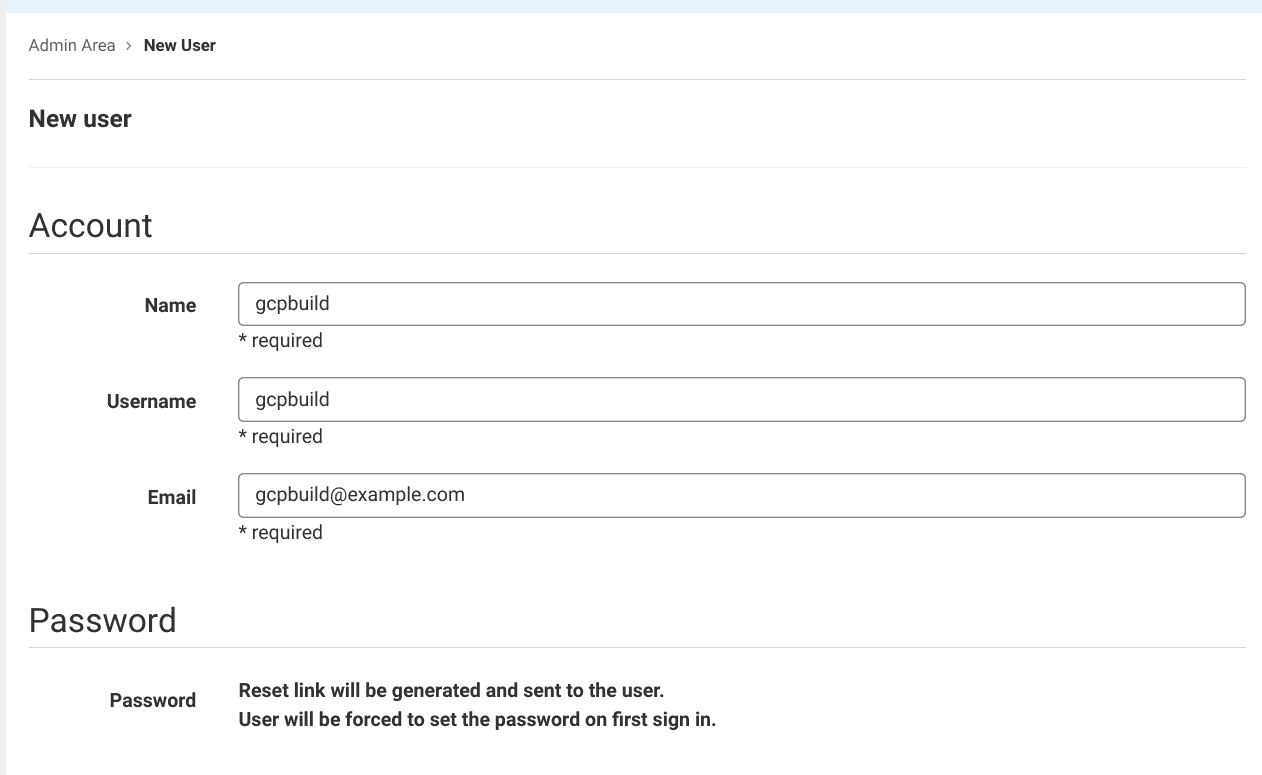 Admin Area > New User
New user
Account
Name
gcpbuild
* required
Username
gcpbuild
* required
Email
gcpbuild@example.com
* required
Password
Password
Reset link will be generated and sent to the user.
User will be forced to set the password on first sign in.